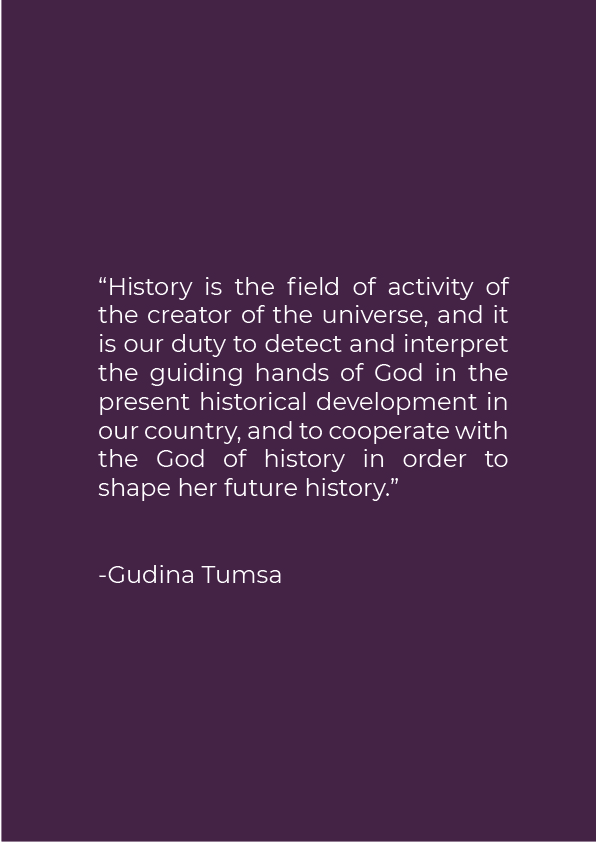 “History is the field of activity of
the creator of the universe, and it
is our duty to detect and interpret
the guiding hands of God in the
present historical development in
our country, and to cooperate with
the God of history in order to
shape her future history.”
-Gudina Tumsa